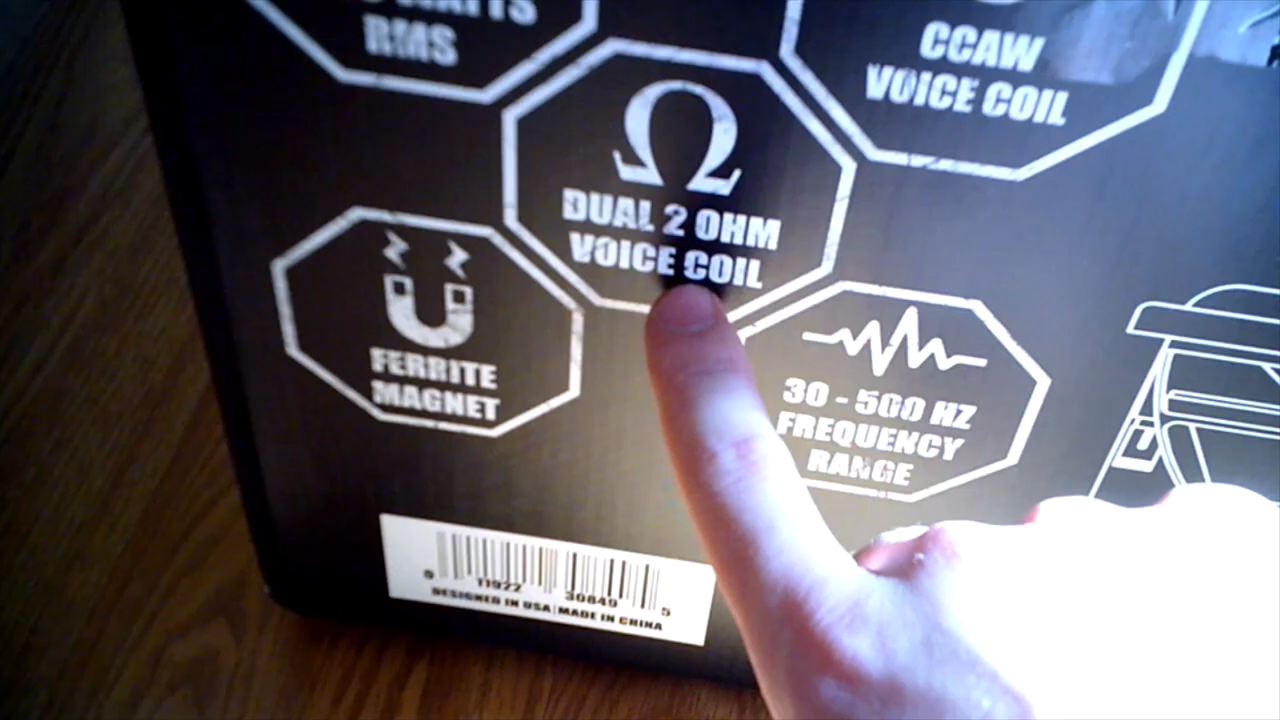 WATTS
RMS
CCAW
VOICE COIL
Ω
DUAL 2 OHM
VOICE COIL
FERRITE
MAGNET
30 - 500 HZ
FREQUENCY
RANGE
0 11922 30849 5
DESIGNED IN USA | MADE IN CHINA